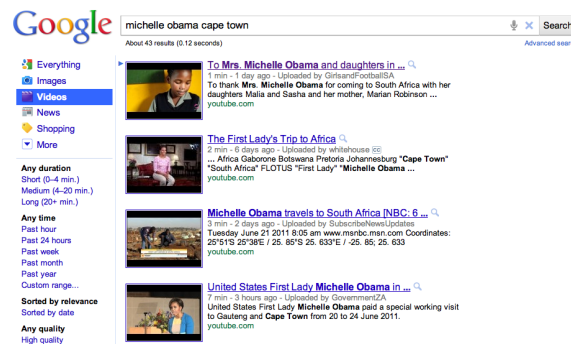 Google
michelle obama cape town
Search
About 43 results (0.12 seconds)
Advanced sear
Everything
Images
Videos
News
Shopping
More
Any duration
Short (0–4 min.)
Medium (4–20 min.)
Long (20+ min.)
Any time
Past hour
Past 24 hours
Past week
Past month
Past year
Custom range...
Sorted by relevance
Sorted by date
Any quality
High quality
To Mrs. Michelle Obama and daughters in ...
1 min - 1 day ago - Uploaded by GirlsandFootballSA
To thank Mrs. Michelle Obama for coming to South Africa with her
daughters Malia and Sasha and her mother, Marian Robinson ...
youtube.com
The First Lady's Trip to Africa
2 min - 6 days ago - Uploaded by whitehouse cc
... Africa Gaborone Botswana Pretoria Johannesburg "Cape Town"
"South Africa" FLOTUS "First Lady" "Michelle Obama ...
youtube.com
Michelle Obama travels to South Africa [NBC: 6 ...
3 min - 2 days ago - Uploaded by SubscribeNewsUpdates
Tuesday June 21 2011 8:05 am www.msnbc.msn.com Coordinates:
25°51'S 25°38'E / 25. 85°S 25. 633°E / -25. 85; 25. 633
youtube.com
United States First Lady Michelle Obama in ...
7 min - 3 hours ago - Uploaded by GovernmentZA
United States First Lady Michelle Obama paid a special working visit
to Gauteng and Cape Town from 20 to 24 June 2011.
youtube.com